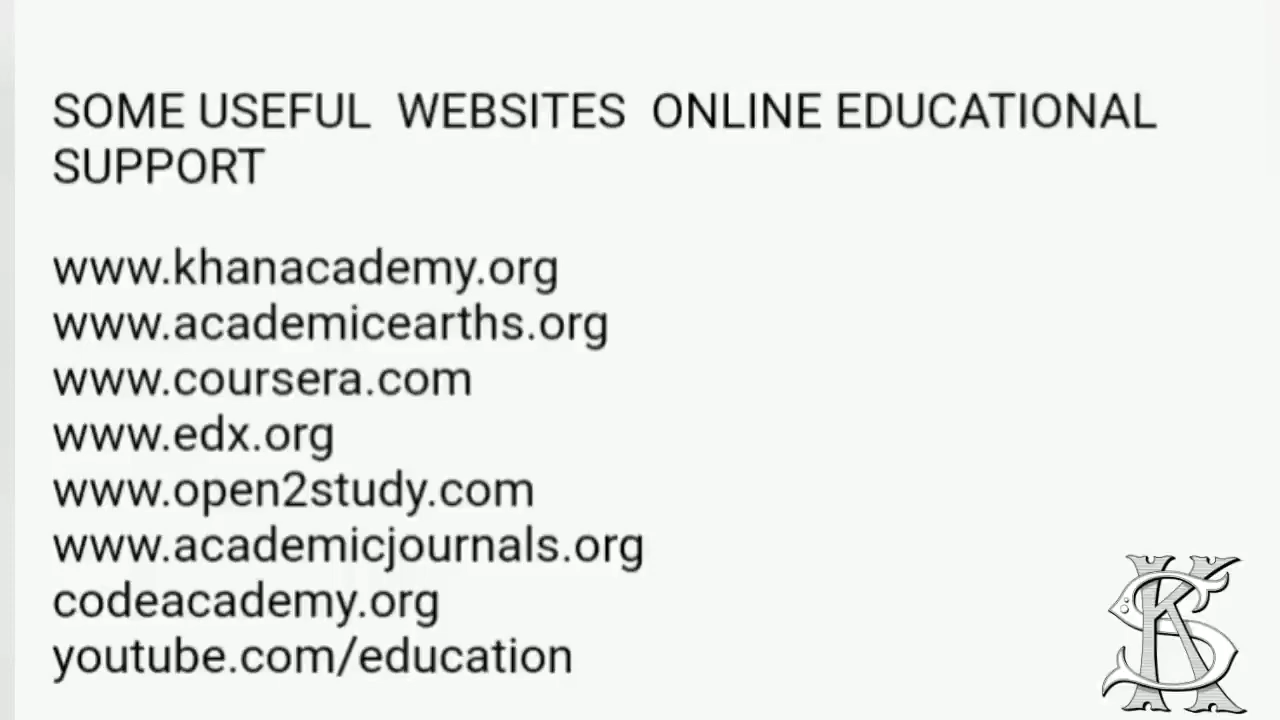 SOME USEFUL  WEBSITES  ONLINE EDUCATIONAL
SUPPORT
www.khanacademy.org
www.academicearths.org
www.coursera.com
www.edx.org
www.open2study.com
www.academicjournals.org
codeacademy.org
youtube.com/education
KS